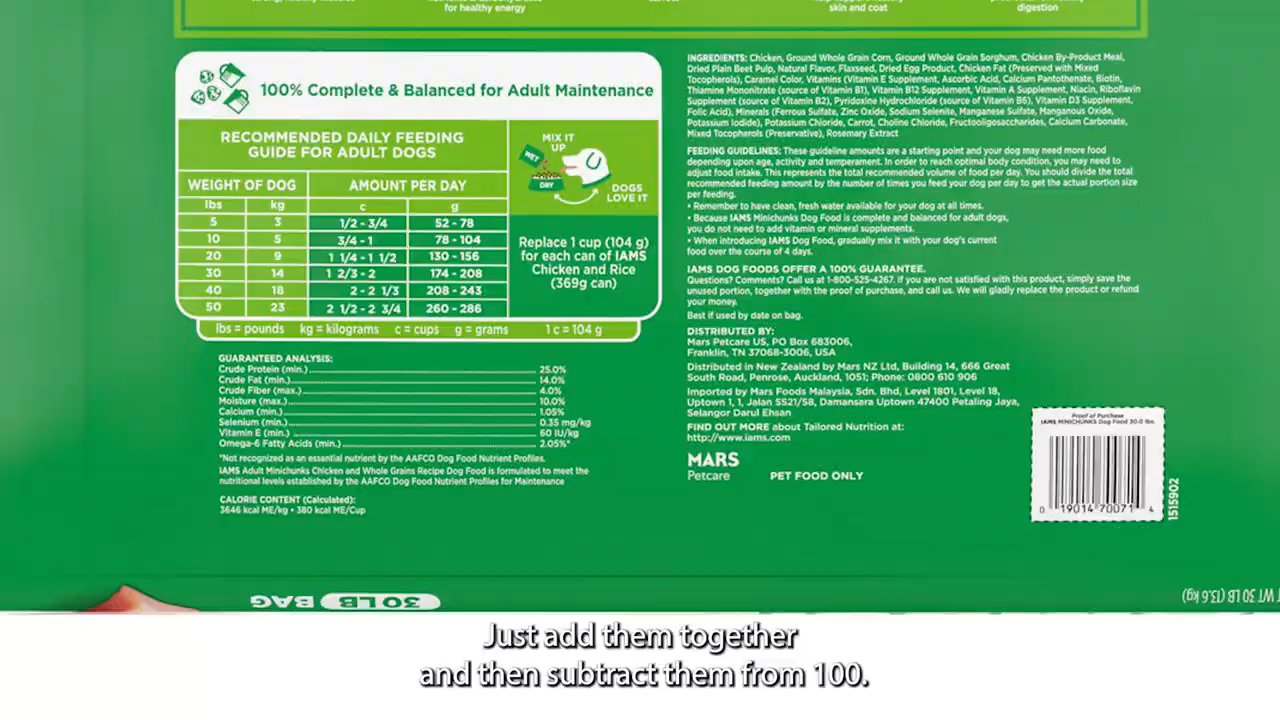 for healthy energy
skin and coat
digestion
100% Complete & Balanced for Adult Maintenance
RECOMMENDED DAILY FEEDING
GUIDE FOR ADULT DOGS
WEIGHT OF DOG AMOUNT PER DAY
lbs kg c g
5 3 1/2 - 3/4 52 - 78
10 5 3/4 - 1 78 - 104
20 9 1 1/4 - 1 1/2 130 - 156
30 14 1 2/3 - 2 174 - 208
40 18 2 - 2 1/3 208 - 243
50 23 2 1/2 - 2 3/4 260 - 286
MIX IT
UP
WET
DRY
DOGS
LOVE IT
Replace 1 cup (104 g)
for each can of IAMS
Chicken and Rice
(369g can)
lbs = pounds kg = kilograms c = cups g = grams 1 c = 104 g
GUARANTEED ANALYSIS:
Crude Protein (min.) 25.0%
Crude Fat (min.) 14.0%
Crude Fiber (max.) 4.0%
Moisture (max.) 10.0%
Calcium (min.) 1.05%
Selenium (min.) 0.35 mg/kg
Vitamin E (min.) 60 IU/kg
Omega-6 Fatty Acids (min.) 2.05%*
*Not recognized as an essential nutrient by the AAFCO Dog Food Nutrient Profiles.
IAMS Adult Minichunks Chicken and Whole Grains Recipe Dog Food is formulated to meet the
nutritional levels established by the AAFCO Dog Food Nutrient Profiles for Maintenance
CALORIE CONTENT (Calculated):
3646 kcal ME/kg • 380 kcal ME/Cup
INGREDIENTS: Chicken, Ground Whole Grain Corn, Ground Whole Grain Sorghum, Chicken By-Product Meal,
Dried Plain Beet Pulp, Natural Flavor, Flaxseed, Dried Egg Product, Chicken Fat (Preserved with Mixed
Tocopherols), Caramel Color, Vitamins (Vitamin E Supplement, Ascorbic Acid, Calcium Pantothenate, Biotin,
Thiamine Mononitrate (source of Vitamin B1), Vitamin B12 Supplement, Vitamin A Supplement, Niacin, Riboflavin
Supplement (source of Vitamin B2), Pyridoxine Hydrochloride (source of Vitamin B6), Vitamin D3 Supplement,
Folic Acid), Minerals (Ferrous Sulfate, Zinc Oxide, Sodium Selenite, Manganese Sulfate, Manganous Oxide,
Potassium Iodide), Potassium Chloride, Carrot, Choline Chloride, Fructooligosaccharides, Calcium Carbonate,
Mixed Tocopherols (Preservative), Rosemary Extract
FEEDING GUIDELINES: These guideline amounts are a starting point and your dog may need more food
depending upon age, activity and temperament. In order to reach optimal body condition, you may need to
adjust food intake. This represents the total recommended volume of food per day. You should divide the total
recommended feeding amount by the number of times you feed your dog per day to get the actual portion size
per feeding.
• Remember to have clean, fresh water available for your dog at all times.
• Because IAMS Minichunks Dog Food is complete and balanced for adult dogs,
you do not need to add vitamin or mineral supplements.
• When introducing IAMS Dog Food, gradually mix it with your dog's current
food over the course of 4 days.
IAMS DOG FOODS OFFER A 100% GUARANTEE.
Questions? Comments? Call us at 1-800-525-4267. If you are not satisfied with this product, simply save the
unused portion, together with the proof of purchase, and call us. We will gladly replace the product or refund
your money.
Best if used by date on bag.
DISTRIBUTED BY:
Mars Petcare US, PO Box 683006,
Franklin, TN 37068-3006, USA
Distributed in New Zealand by Mars NZ Ltd, Building 14, 666 Great
South Road, Penrose, Auckland, 1051; Phone: 0800 610 906
Imported by Mars Foods Malaysia, Sdn. Bhd, Level 1801, Level 18,
Uptown 1, 1, Jalan SS21/58, Damansara Uptown 47400 Petaling Jaya,
Selangor Darul Ehsan
FIND OUT MORE about Tailored Nutrition at:
http://www.iams.com
MARS
Petcare
PET FOOD ONLY
Proof of Purchase
IAMS MINICHUNKS Dog Food 30.0 lbs.
0 19014 70071 4
1515902
30 LB BAG
WT 30 LB (13.6 kg)
Just add them together
and then subtract them from 100.